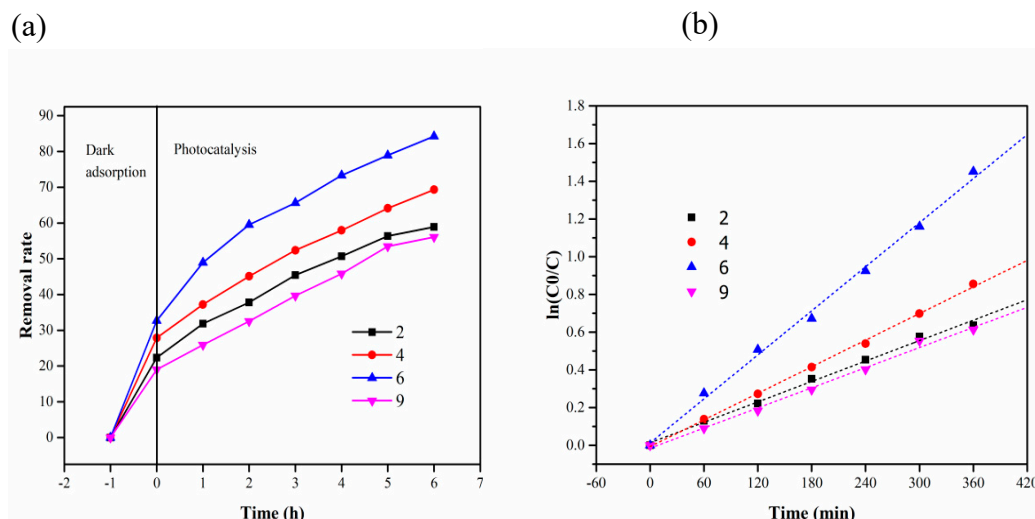 (a)
(b)
90
80
70
60
50
40
30
20
10
0
Removal rate
Dark
adsorption
Photocatalysis
2
4
6
9
-2 -1 0 1 2 3 4 5 6 7
Time (h)
1.8
1.6
1.4
1.2
1.0
0.8
0.6
0.4
0.2
0.0
ln(C0/C)
2
4
6
9
-60 0 60 120 180 240 300 360 420
Time (min)